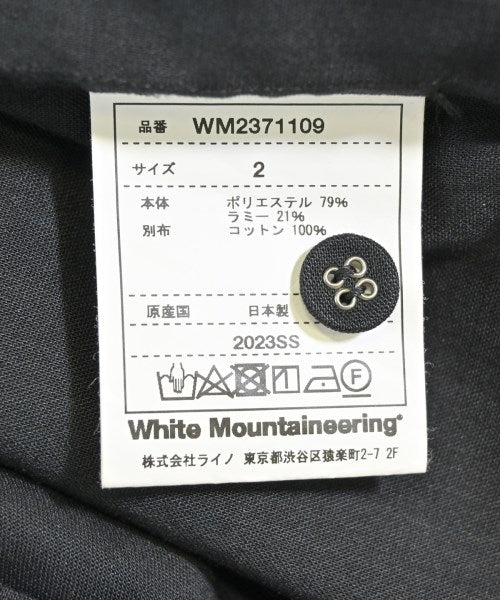 品番 WM2371109
サイズ 2
本体 ポリエステル 79%
ラミー 21%
別布 コットン 100%
原産国 日本製
2023SS
F
White Mountaineering®
株式会社ライノ 東京都渋谷区猿楽町2-7 2F